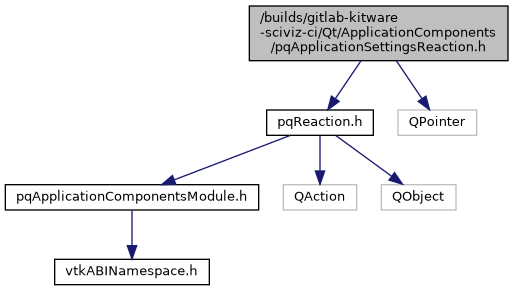 /builds/gitlab-kitware
-sciviz-ci/Qt/ApplicationComponents
/pqApplicationSettingsReaction.h
pqReaction.h
QPointer
pqApplicationComponentsModule.h
QAction
QObject
vtkABINamespace.h